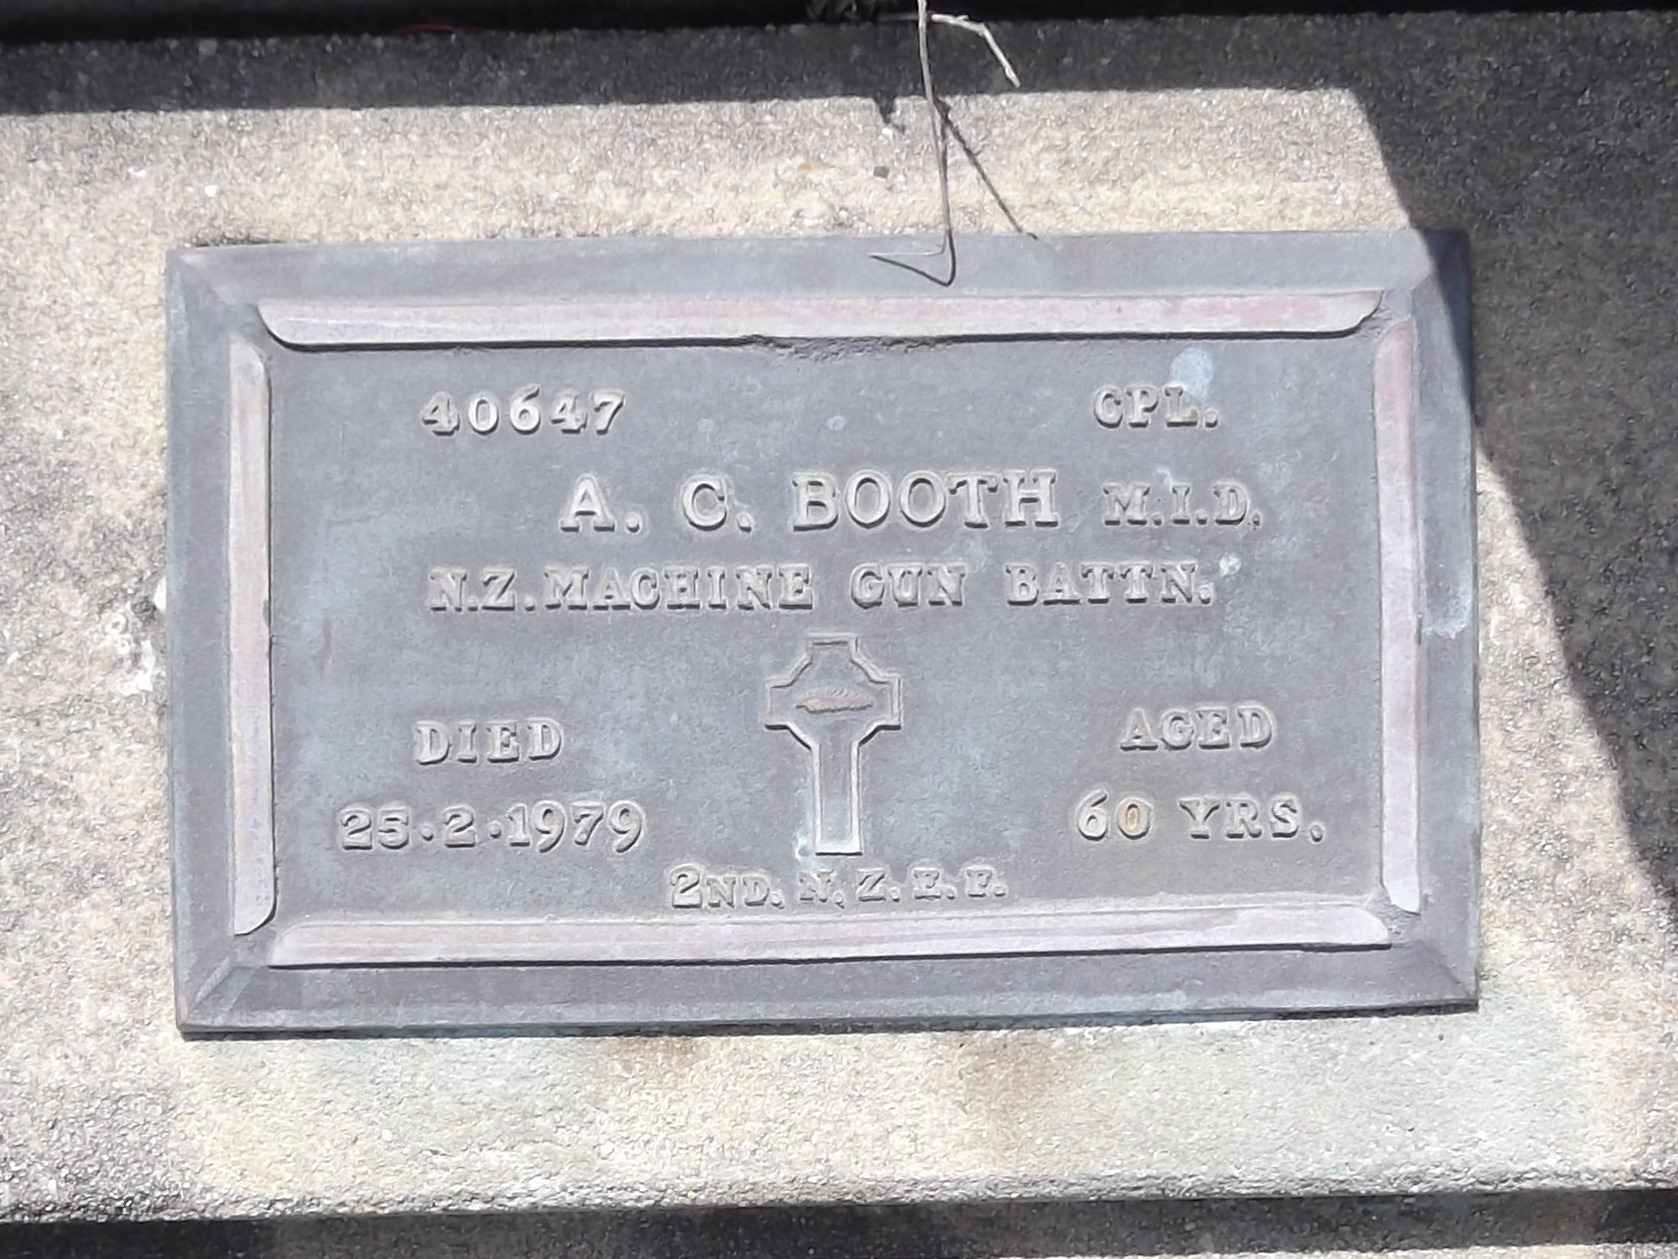 40647 CPL.
A. C. BOOTH M.I.D.
N.Z. MACHINE GUN BATTN.
DIED AGED
25·2·1979 60 YRS.
2ND. N.Z.E.F.